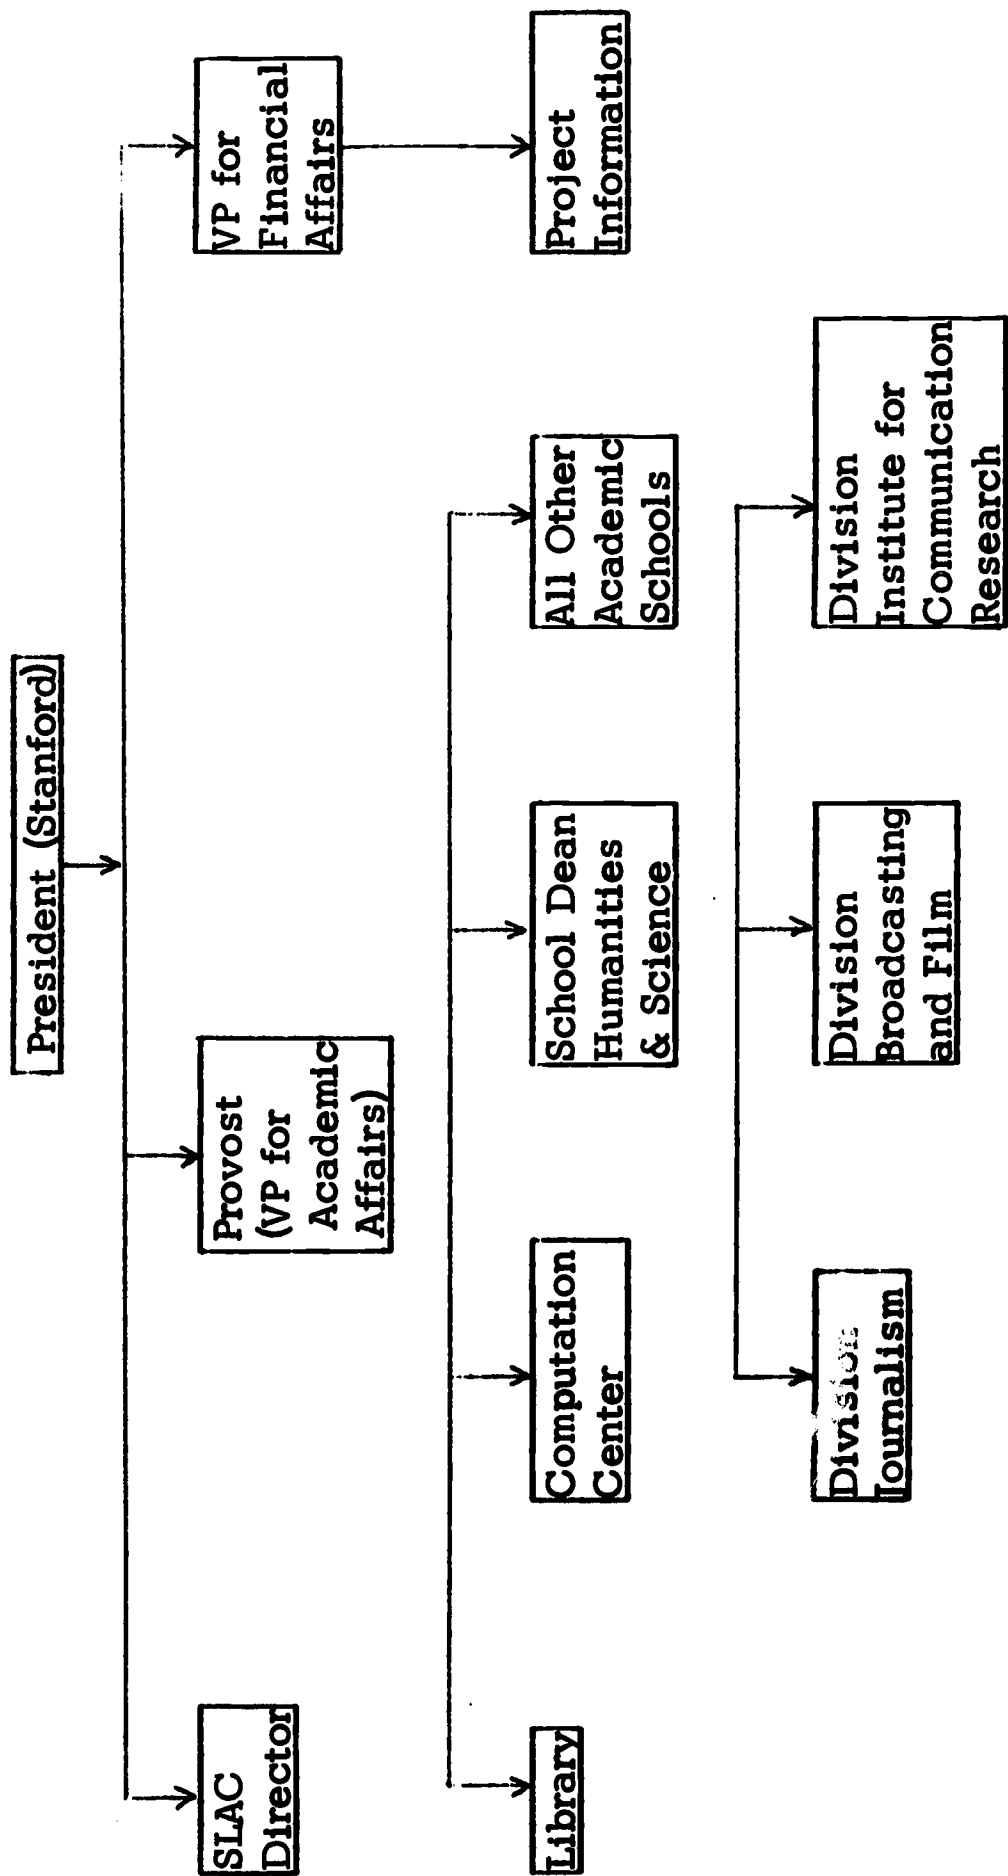 President (Stanford)
SLAC
Director
Provost
(VP for
Academic
Affairs)
VP for
Financial
Affairs
Library
Computation
Center
School Dean
Humanities
& Science
All Other
Academic
Schools
Project
Information
Division
Journalism
Division
Broadcasting
and Film
Division
Institute for
Communication
Research